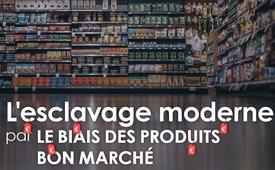 L'esclavage moderne
par LE BIAIS DES PRODUITS
BON MARCHÉ
€ € € €